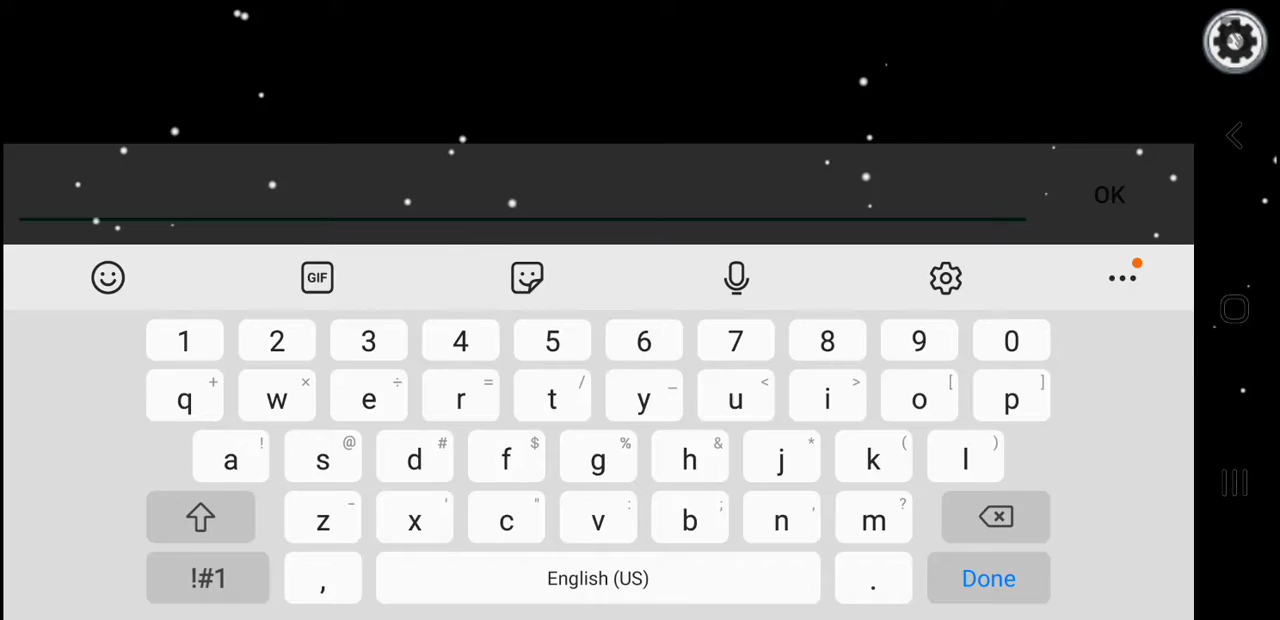 OK
GIF
1 2 3 4 5 6 7 8 9 0
+ × ÷ = / _ < > [ ]
q w e r t y u i o p
! @ # $ % & * ( )
a s d f g h j k l
- ' " : ; , ?
z x c v b n m
!#1 , English (US) . Done